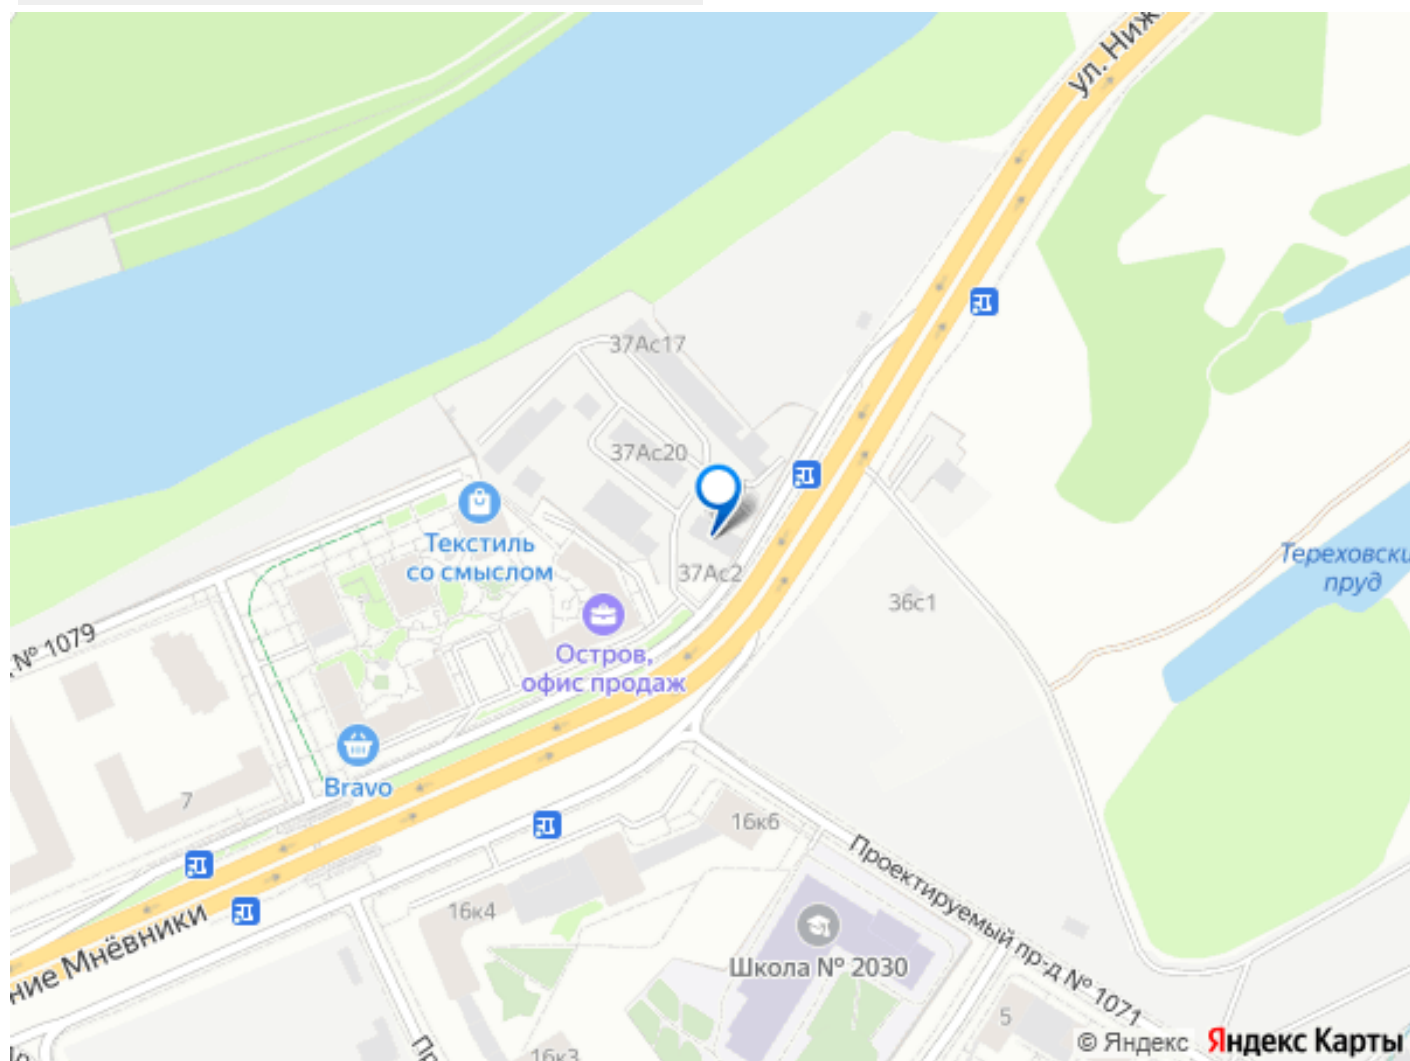 ул. Ниж
37Ас17
37Ас20
Текстиль
со смыслом
37Ас2
36с1
Тереховски
пруд
№ 1079
Остров,
офис продаж
Bravo
7
16к6
Проектируемый пр-д № 1071
16к4
ние Мнёвники
Школа № 2030
5
Пр
16к3
© Яндекс Яндекс Карты